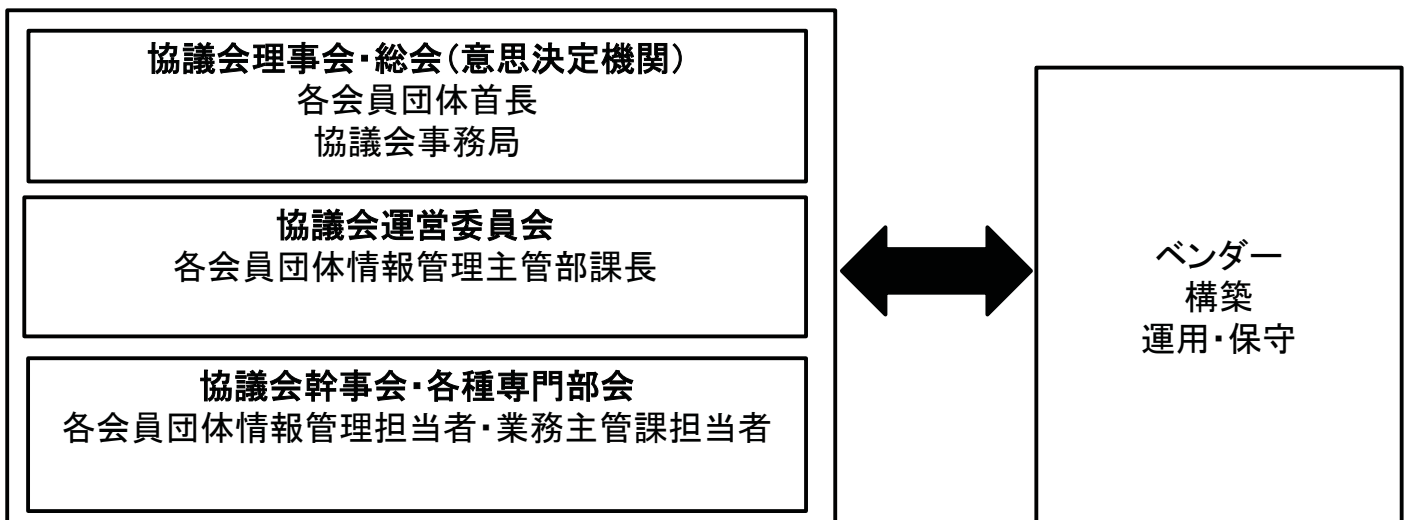 協議会理事会・総会（意思決定機関）
各会員団体首長
協議会事務局
協議会運営委員会
各会員団体情報管理主管部課長
協議会幹事会・各種専門部会
各会員団体情報管理担当者・業務主管課担当者
ベンダー
構築
運用・保守